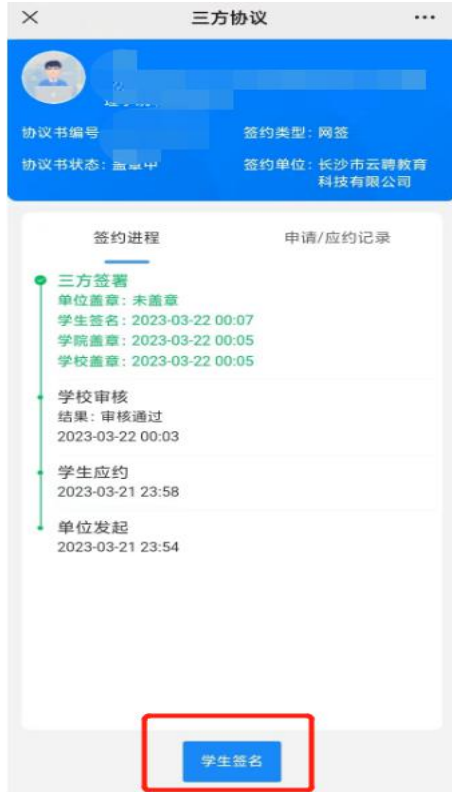 三方协议
协议书编号
签约类型: 网签
协议书状态: 盖章中
签约单位: 长沙市云聘教育
科技有限公司
签约进程
申请/应约记录
三方签署
单位盖章: 未盖章
学生签名: 2023-03-22 00:07
学院盖章: 2023-03-22 00:05
学校盖章: 2023-03-22 00:05
学校审核
结果: 审核通过
2023-03-22 00:03
学生应约
2023-03-21 23:58
单位发起
2023-03-21 23:54
学生签名